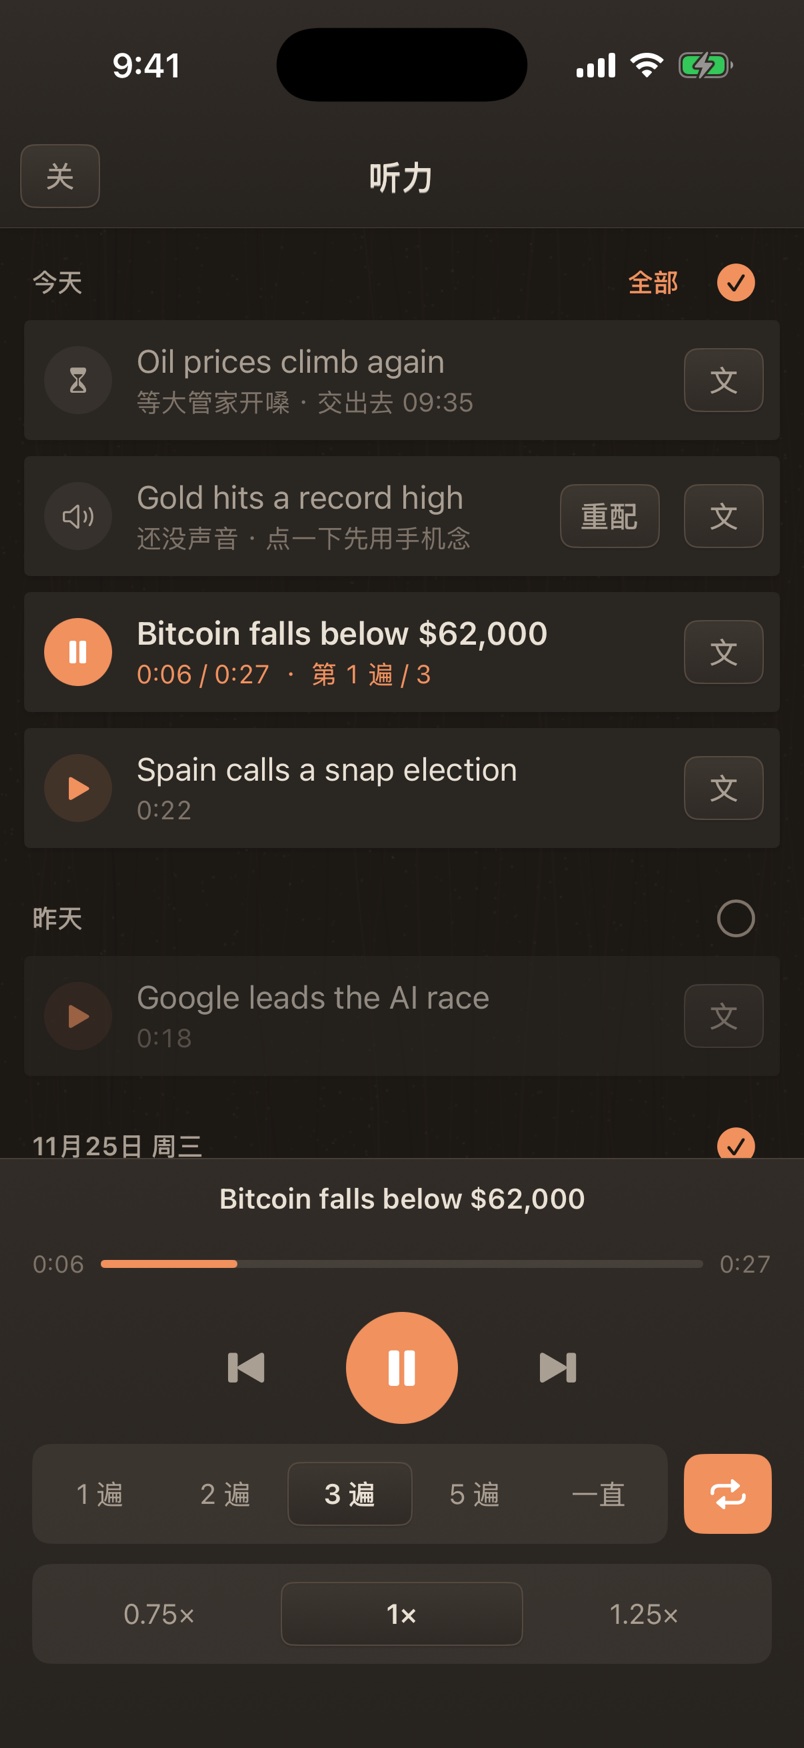 9:41
关
听力
今天
全部
Oil prices climb again
等大管家开嗓 · 交出去 09:35
文
Gold hits a record high
还没声音 · 点一下先用手机念
重配
文
Bitcoin falls below $62,000
0:06 / 0:27 · 第 1 遍 / 3
文
Spain calls a snap election
0:22
文
昨天
Google leads the AI race
0:18
文
11月25日 周三
Bitcoin falls below $62,000
0:06
0:27
1 遍
2 遍
3 遍
5 遍
一直
0.75×
1×
1.25×